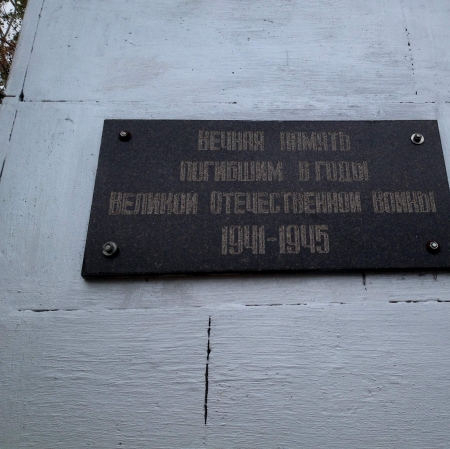 ВЕЧНАЯ ПАМЯТЬ
ПОГИБШИМ В ГОДЫ
ВЕЛИКОЙ ОТЕЧЕСТВЕННОЙ ВОЙНЫ
1941-1945